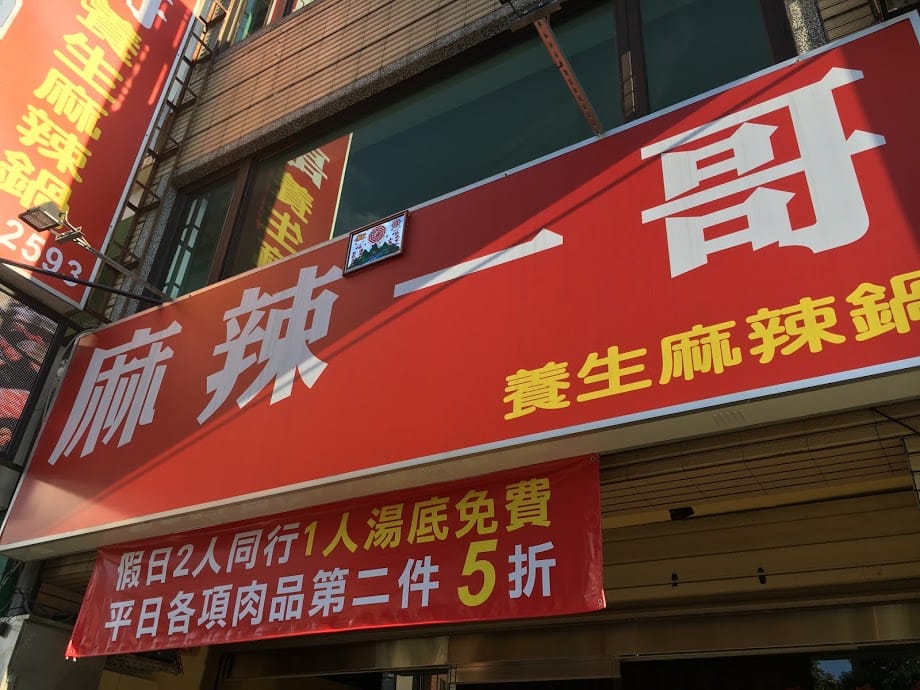 養生麻辣鍋
2593
養生
麻辣一哥
養生麻辣鍋
假日2人同行1人湯底免費
平日各項肉品第二件5折